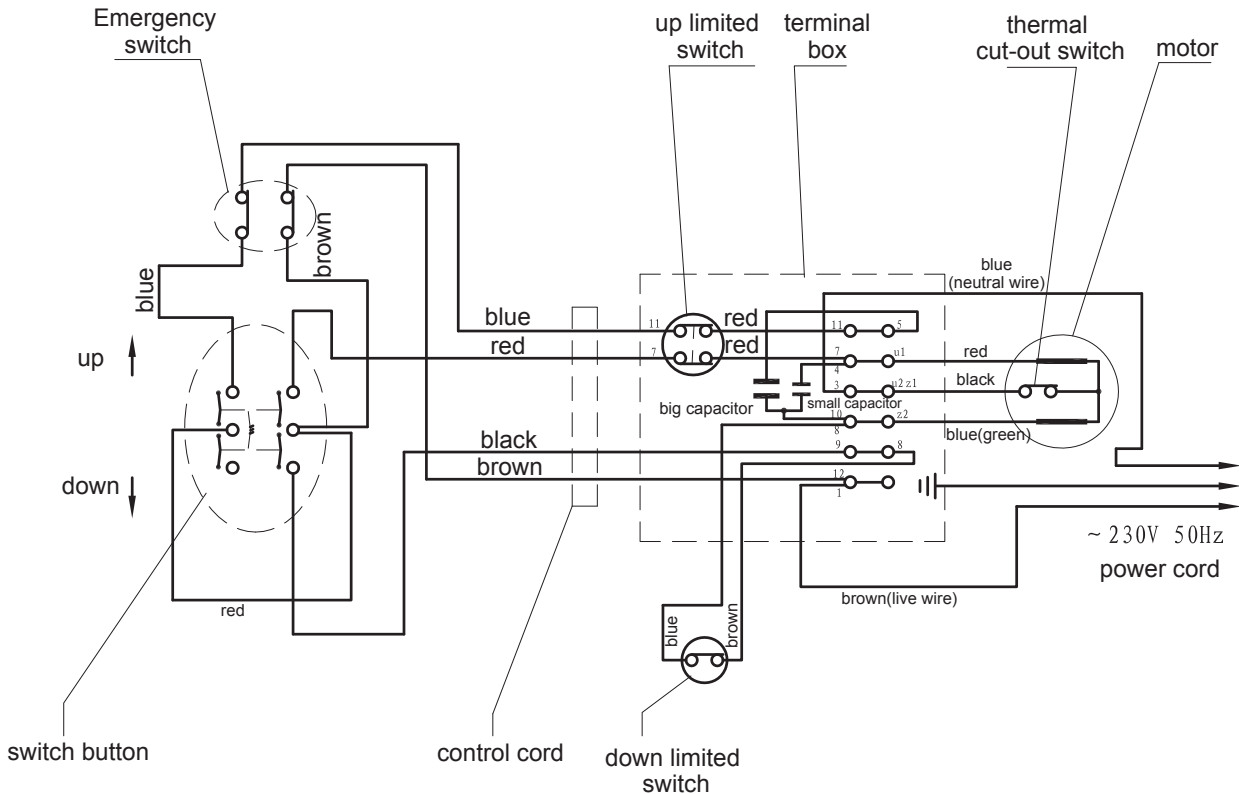 Emergency
switch
up limited
switch
terminal
box
thermal
cut-out switch
motor
brown
blue
blue
(neutral wire)
blue
red
11
7
red
red
11
5
7
4
u1
red
up
3
u2 z1
black
big capacitor
small capacitor
10
8
z2
blue(green)
black
brown
9
8
12
1
down
~ 230V 50Hz
power cord
red
brown(live wire)
blue
brown
switch button
control cord
down limited
switch